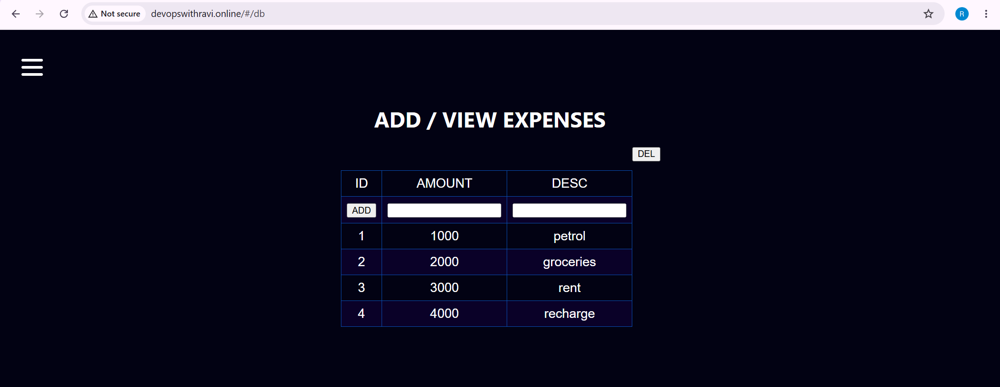 Not secure devopswithravi.online/#/db R
ADD / VIEW EXPENSES
DEL
ID AMOUNT DESC
ADD
1 1000 petrol
2 2000 groceries
3 3000 rent
4 4000 recharge